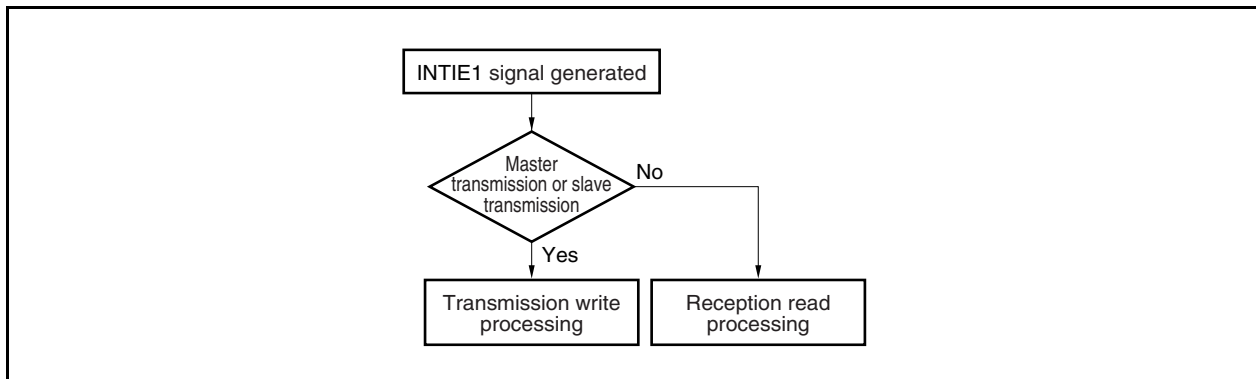 INTIE1 signal generated
Master
transmission or slave
transmission
No
Yes
Transmission write
processing
Reception read
processing